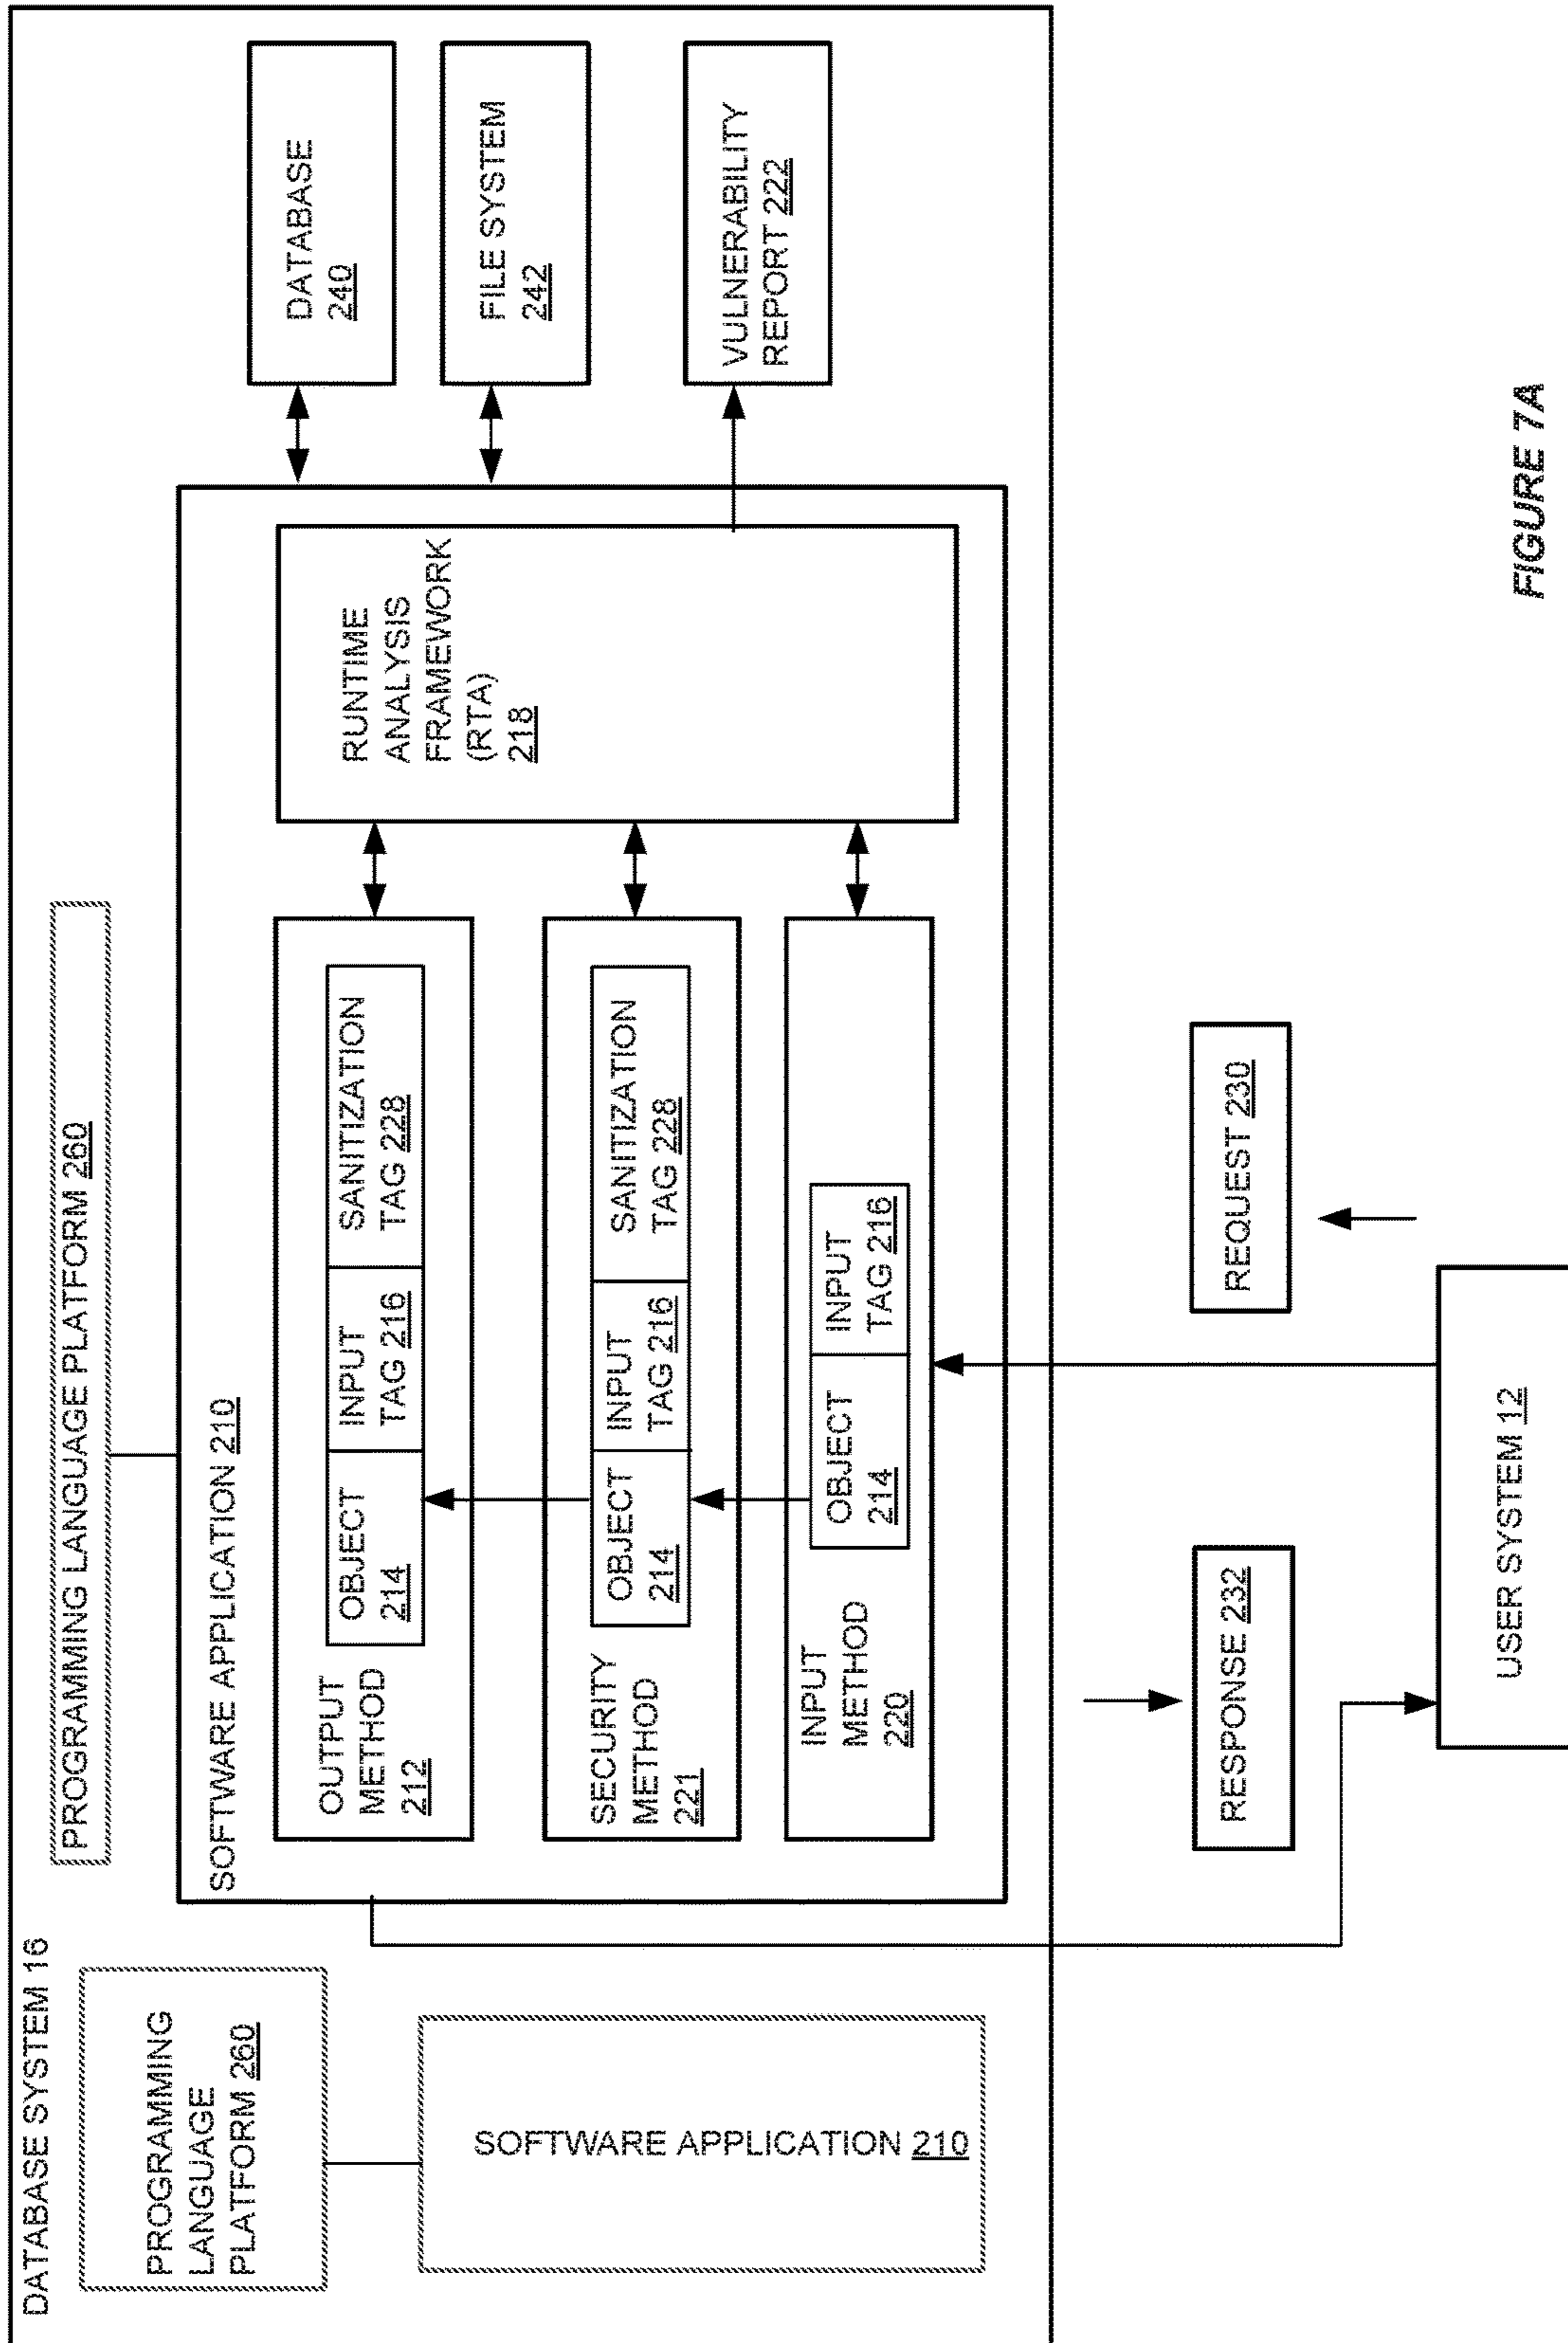 DATABASE SYSTEM 16
PROGRAMMING
LANGUAGE
PLATFORM 260
SOFTWARE APPLICATION 210
PROGRAMMING LANGUAGE PLATFORM 260
SOFTWARE APPLICATION 210
OUTPUT
METHOD
212
OBJECT
214
INPUT
TAG 216
SANITIZATION
TAG 228
SECURITY
METHOD
221
OBJECT
214
INPUT
TAG 216
SANITIZATION
TAG 228
INPUT
METHOD
220
OBJECT
214
INPUT
TAG 216
RUNTIME
ANALYSIS
FRAMEWORK
(RTA)
218
DATABASE
240
FILE SYSTEM
242
VULNERABILITY
REPORT 222
RESPONSE 232
REQUEST 230
USER SYSTEM 12
FIGURE 7A